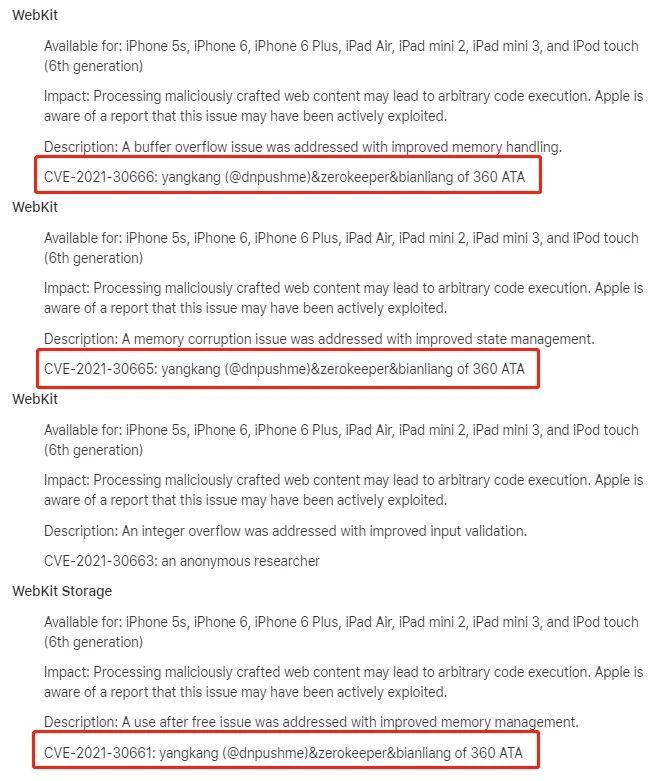 WebKit
Available for: iPhone 5s, iPhone 6, iPhone 6 Plus, iPad Air, iPad mini 2, iPad mini 3, and iPod touch
(6th generation)
Impact: Processing maliciously crafted web content may lead to arbitrary code execution. Apple is
aware of a report that this issue may have been actively exploited.
Description: A buffer overflow issue was addressed with improved memory handling.
CVE-2021-30666: yangkang (@dnpushme)&zerokeeper&bianliang of 360 ATA
WebKit
Available for: iPhone 5s, iPhone 6, iPhone 6 Plus, iPad Air, iPad mini 2, iPad mini 3, and iPod touch
(6th generation)
Impact: Processing maliciously crafted web content may lead to arbitrary code execution. Apple is
aware of a report that this issue may have been actively exploited.
Description: A memory corruption issue was addressed with improved state management.
CVE-2021-30665: yangkang (@dnpushme)&zerokeeper&bianliang of 360 ATA
WebKit
Available for: iPhone 5s, iPhone 6, iPhone 6 Plus, iPad Air, iPad mini 2, iPad mini 3, and iPod touch
(6th generation)
Impact: Processing maliciously crafted web content may lead to arbitrary code execution. Apple is
aware of a report that this issue may have been actively exploited.
Description: An integer overflow was addressed with improved input validation.
CVE-2021-30663: an anonymous researcher
WebKit Storage
Available for: iPhone 5s, iPhone 6, iPhone 6 Plus, iPad Air, iPad mini 2, iPad mini 3, and iPod touch
(6th generation)
Impact: Processing maliciously crafted web content may lead to arbitrary code execution. Apple is
aware of a report that this issue may have been actively exploited.
Description: A use after free issue was addressed with improved memory management.
CVE-2021-30661: yangkang (@dnpushme)&zerokeeper&bianliang of 360 ATA